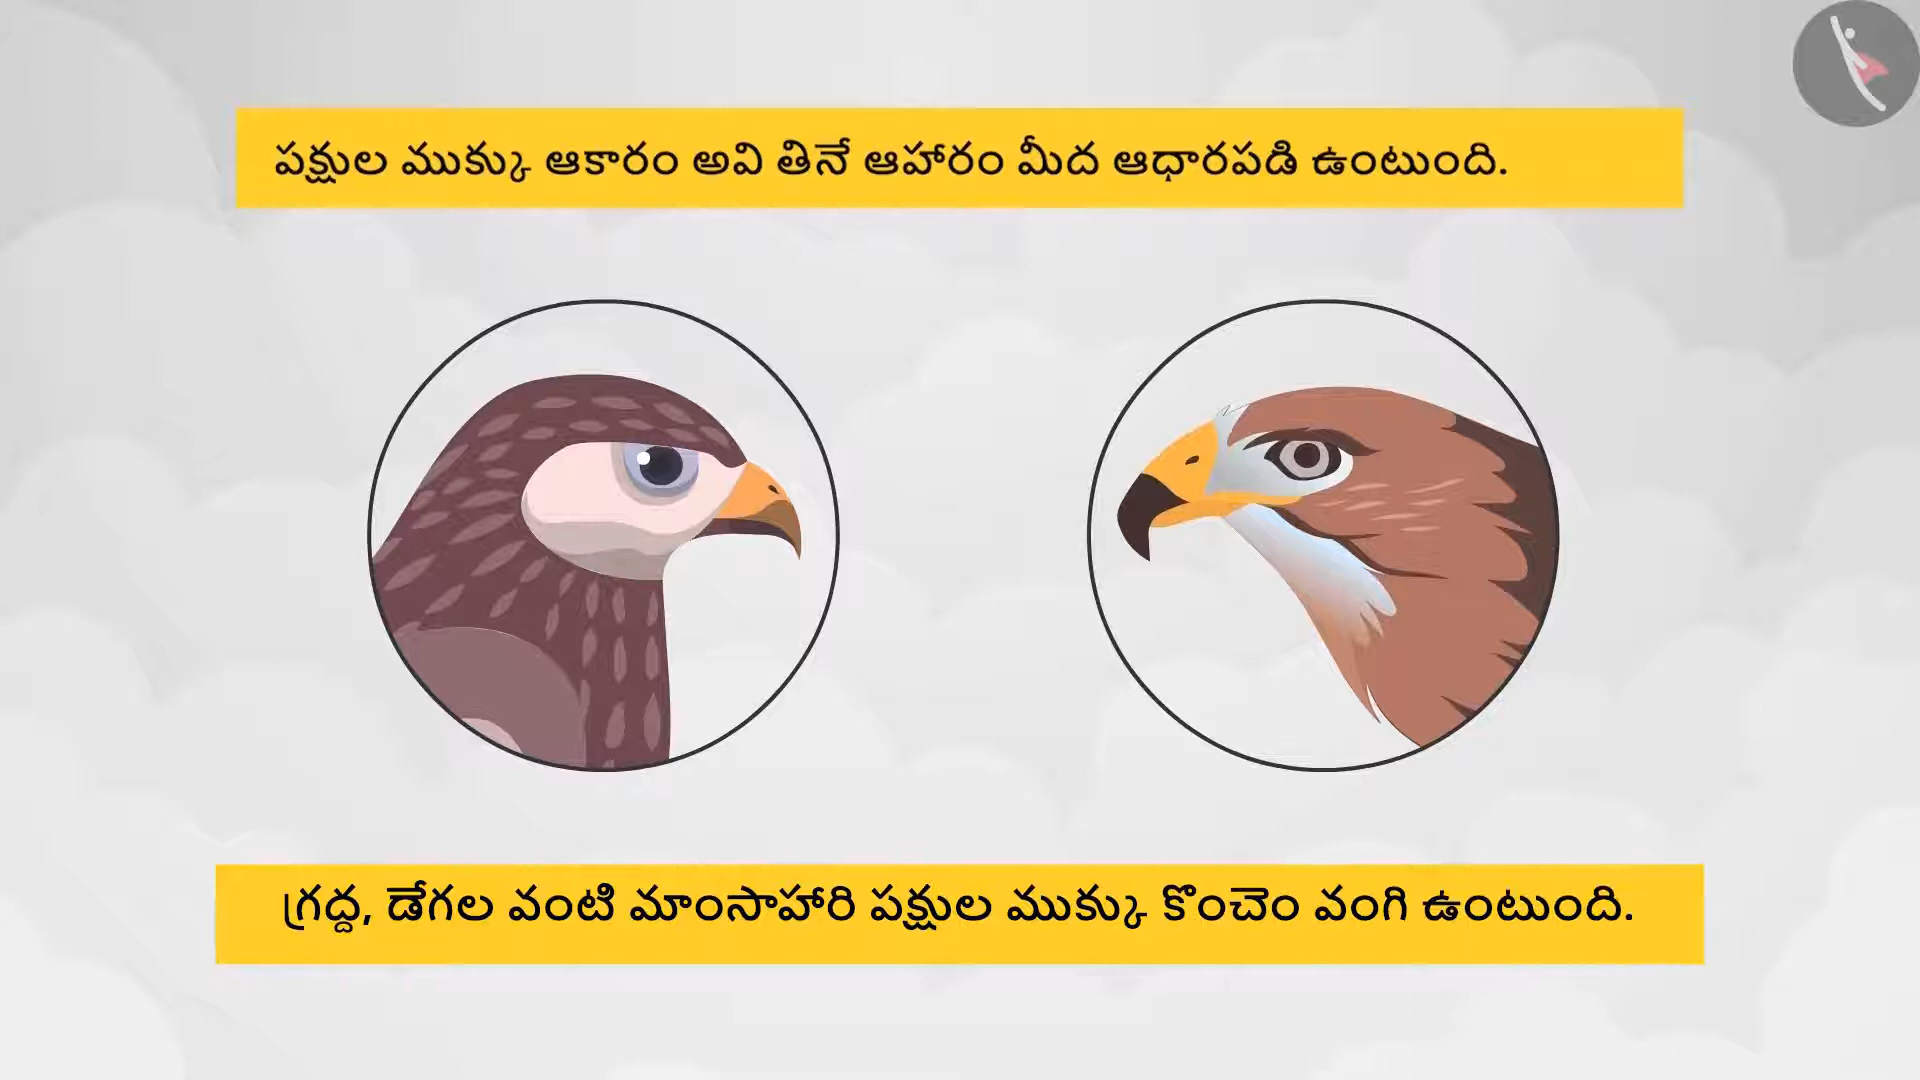 పక్షుల ముక్కు ఆకారం అవి తినే ఆహారం మీద ఆధారపడి ఉంటుంది.
గ్రద్ద, డేగల వంటి మాంసాహారి పక్షుల ముక్కు కొంచెం వంగి ఉంటుంది.